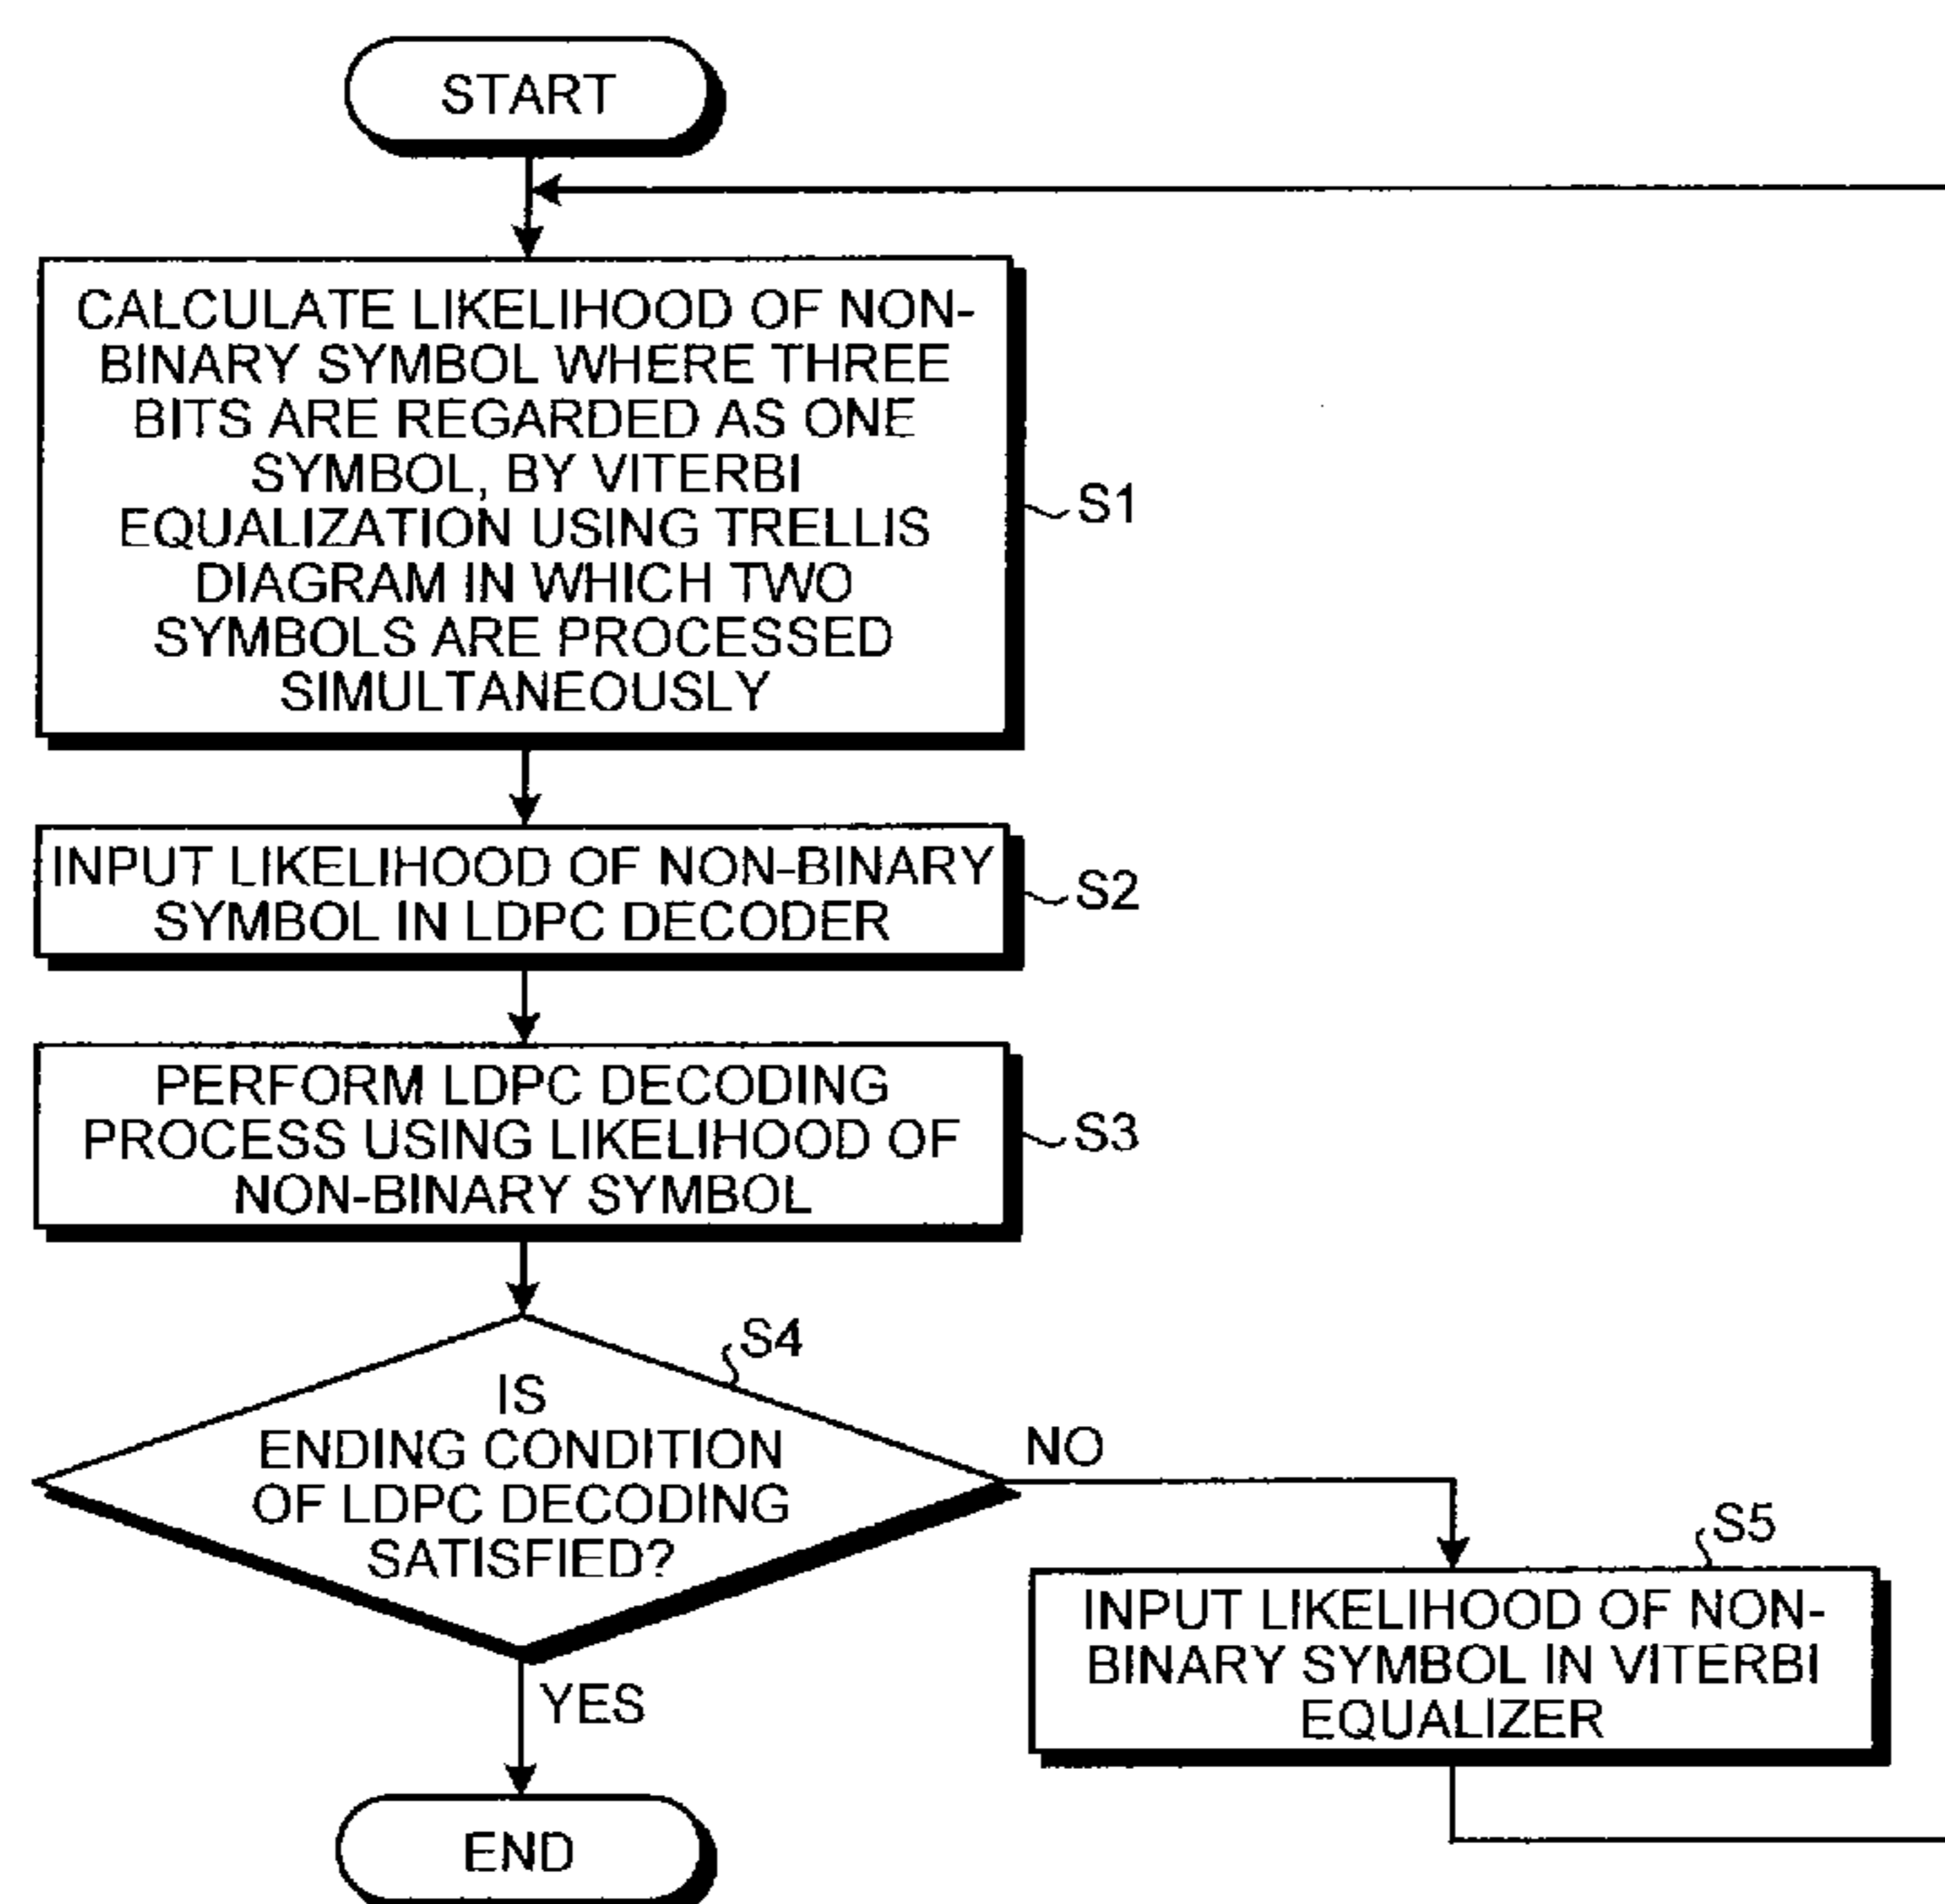 START
CALCULATE LIKELIHOOD OF NON-
BINARY SYMBOL WHERE THREE
BITS ARE REGARDED AS ONE
SYMBOL, BY VITERBI
EQUALIZATION USING TRELLIS
DIAGRAM IN WHICH TWO
SYMBOLS ARE PROCESSED
SIMULTANEOUSLY
S1
INPUT LIKELIHOOD OF NON-BINARY
SYMBOL IN LDPC DECODER
S2
PERFORM LDPC DECODING
PROCESS USING LIKELIHOOD OF
NON-BINARY SYMBOL
S3
S4
IS
ENDING CONDITION
OF LDPC DECODING
SATISFIED?
NO
S5
INPUT LIKELIHOOD OF NON-
BINARY SYMBOL IN VITERBI
EQUALIZER
YES
END